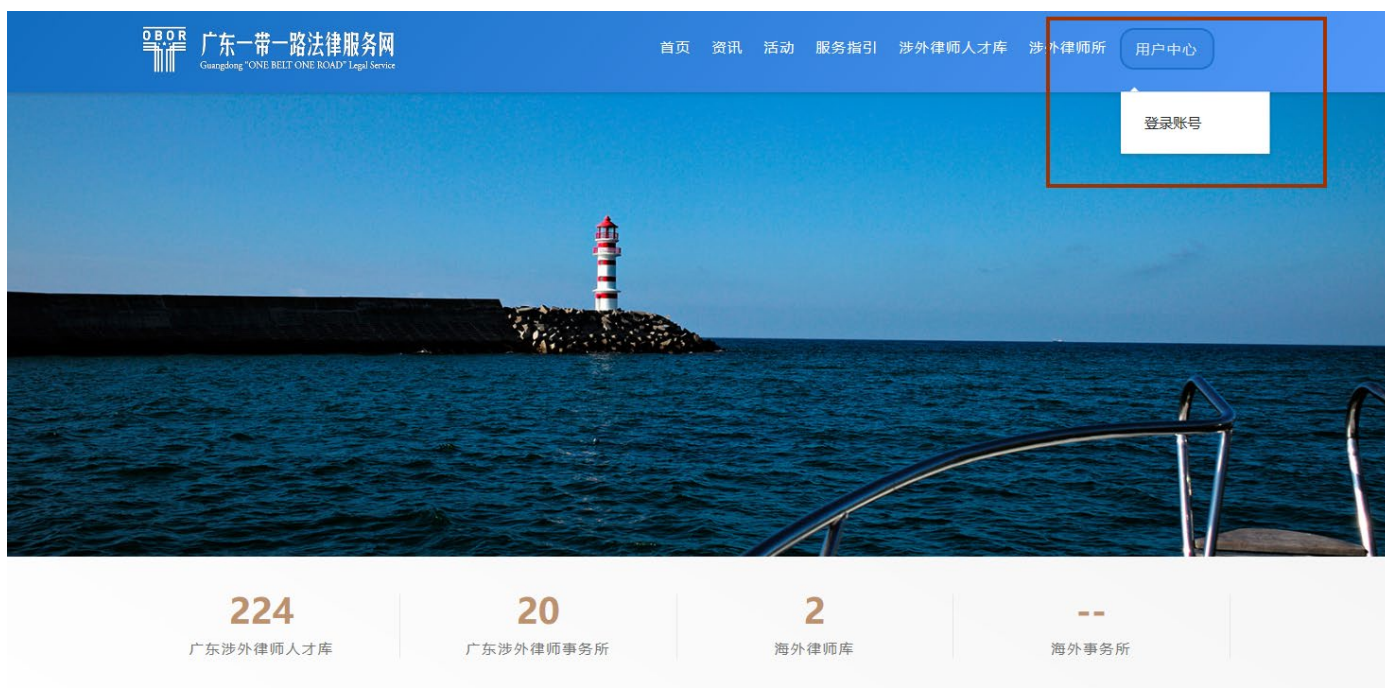 OBOR
广东一带一路法律服务网
Guangdong "ONE BELT ONE ROAD" Legal Service
首页 资讯 活动 服务指引 涉外律师人才库 涉外律师所 用户中心
登录账号
224 20 2 --
广东涉外律师人才库 广东涉外律师事务所 海外律师库 海外事务所